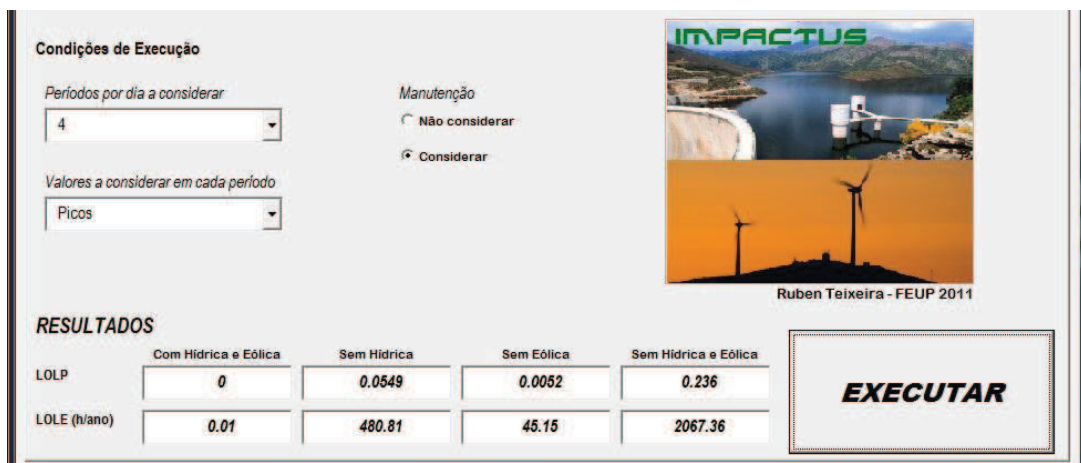 IMPACTUS
Condições de Execução
Períodos por dia a considerar
4
Manutenção
Não considerar
Considerar
Valores a considerar em cada período
Picos
Ruben Teixeira - FEUP 2011
RESULTADOS
Com Hídrica e Eólica Sem Hídrica Sem Eólica Sem Hídrica e Eólica
LOLP 0 0.0549 0.0052 0.236
LOLE (h/ano) 0.01 480.81 45.15 2067.36
EXECUTAR